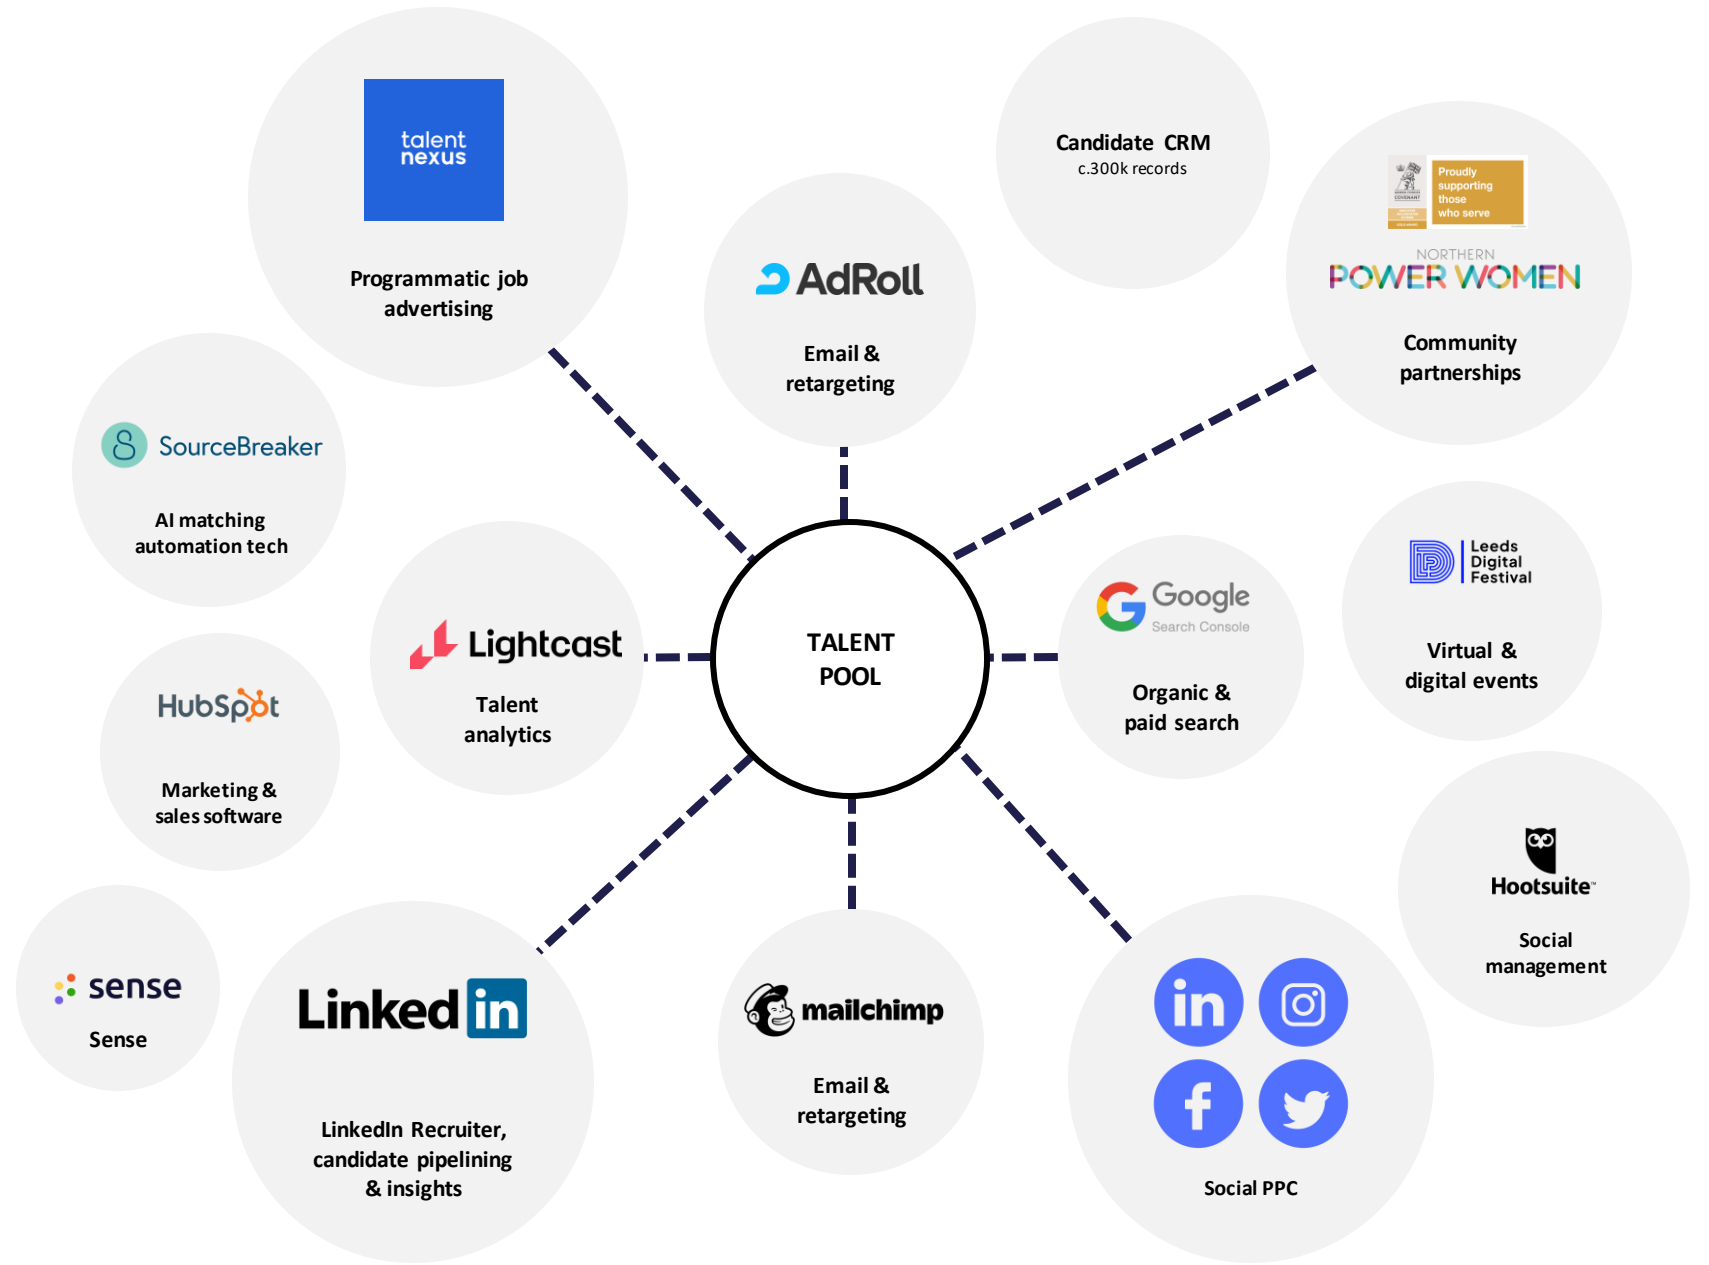 talent
nexus
Programmatic job
advertising
AdRoll
Email &
retargeting
Candidate CRM
c.300k records
COVENANT
Proudly
supporting
those
who serve
NORTHERN
POWER WOMEN
Community
partnerships
SourceBreaker
AI matching
automation tech
Lightcast
Talent
analytics
TALENT
POOL
Google
Search Console
Organic &
paid search
Leeds
Digital
Festival
Virtual &
digital events
HubSpot
Marketing &
sales software
Hootsuite™
Social
management
sense
Sense
Linked in
LinkedIn Recruiter,
candidate pipelining
& insights
mailchimp
Email &
retargeting
in
f
Social PPC